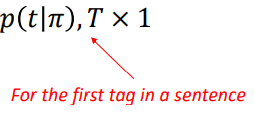 p(t|π), T × 1
For the first tag in a sentence